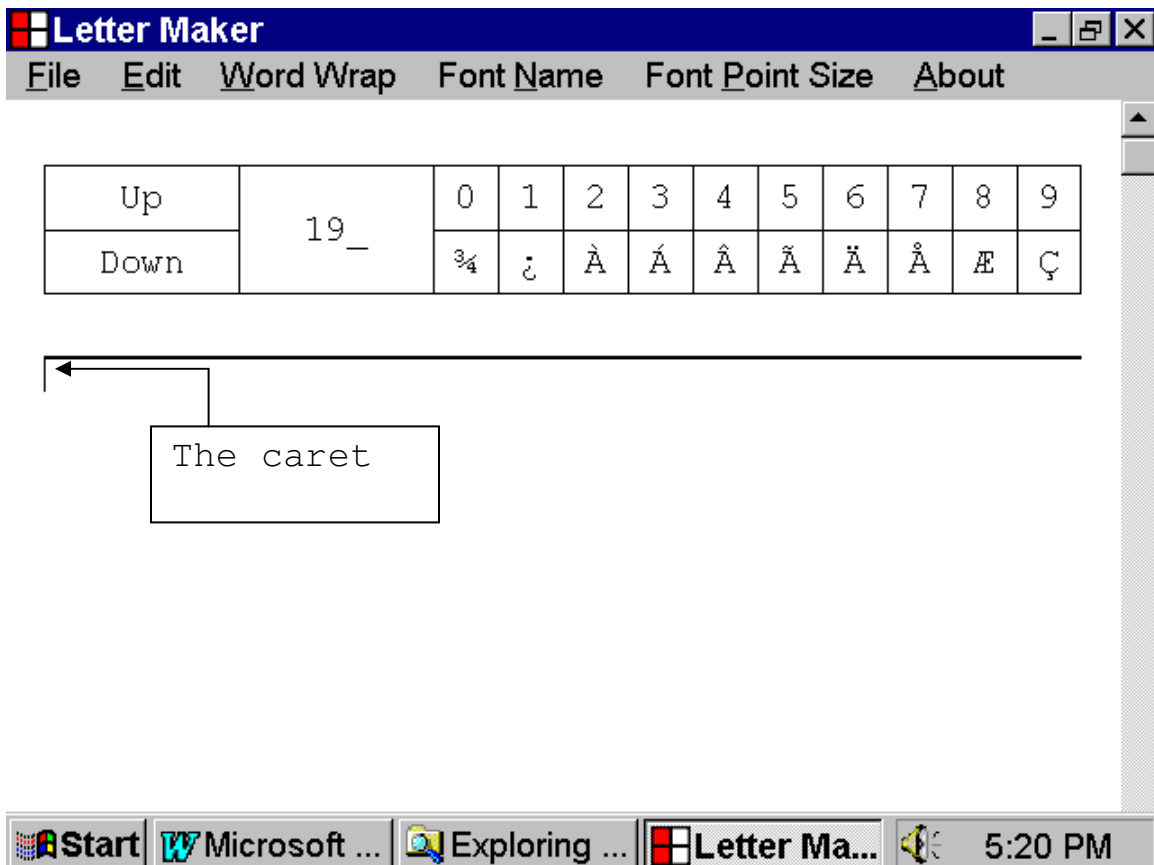 Letter Maker
File Edit Word Wrap Font Name Font Point Size About
Up 19_ 0 1 2 3 4 5 6 7 8 9
Down ¾ ¿ À Á Â Ã Ä Å Æ Ç
The caret
Start Microsoft ... Exploring ... Letter Ma... 5:20 PM